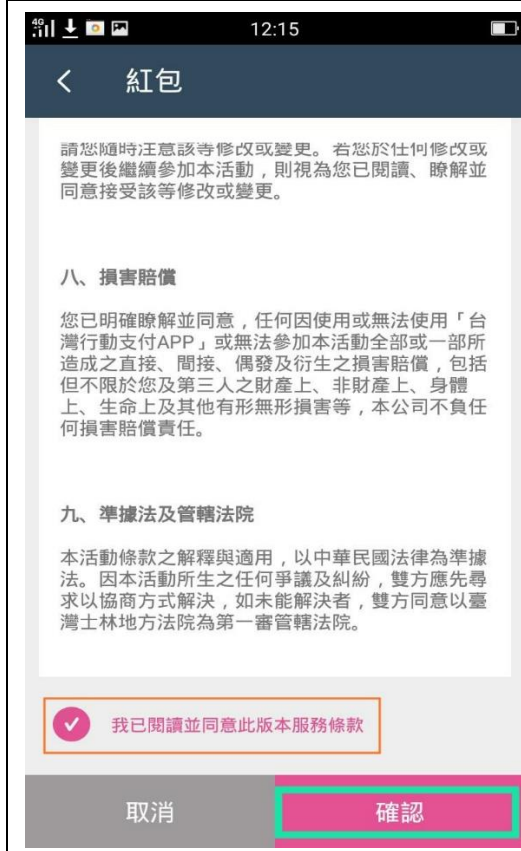 4G
12:15
紅包
請您隨時注意該等修改或變更。若您於任何修改或
變更後繼續參加本活動，則視為您已閱讀、瞭解並
同意接受該等修改或變更。
八、損害賠償
您已明確瞭解並同意，任何因使用或無法使用「台
灣行動支付APP」或無法參加本活動全部或一部所
造成之直接、間接、偶發及衍生之損害賠償，包括
但不限於您及第三人之財產上、非財產上、身體
上、生命上及其他有形無形損害等，本公司不負任
何損害賠償責任。
九、準據法及管轄法院
本活動條款之解釋與適用，以中華民國法律為準據
法。因本活動所生之任何爭議及糾紛，雙方應先尋
求以協商方式解決，如未能解決者，雙方同意以臺
灣士林地方法院為第一審管轄法院。
我已閱讀並同意此版本服務條款
取消
確認